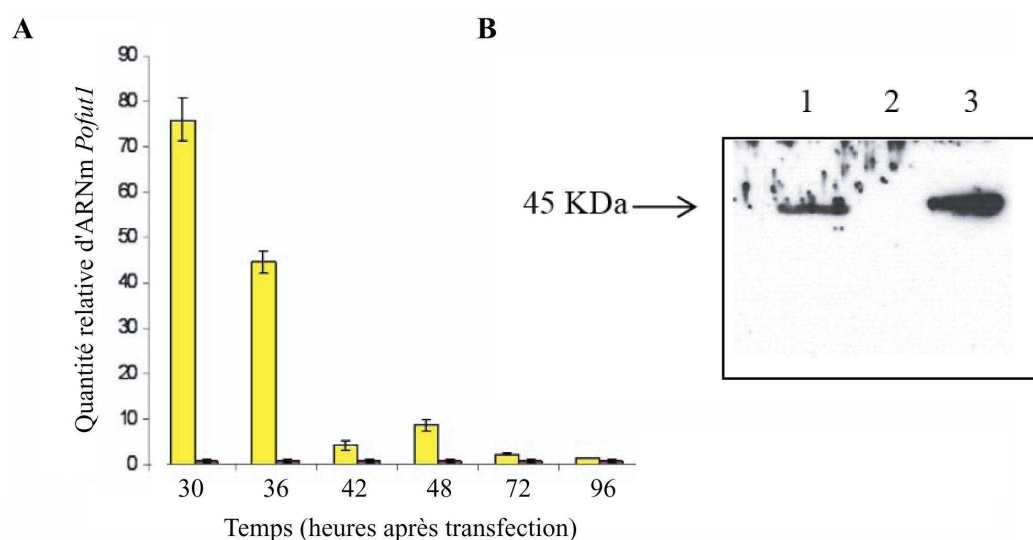 A
B
90
80
70
60
50
40
30
20
10
0
Quantité relative d'ARNm Pofut1
30 36 42 48 72 96
Temps (heures après transfection)
1 2 3
45 KDa